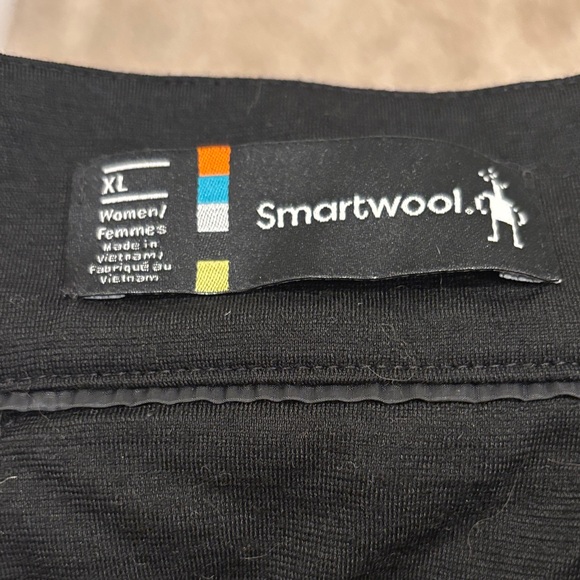 XL
Women/
Femmes
Made in
Vietnam/
Fabriqué au
Vietnam
Smartwool